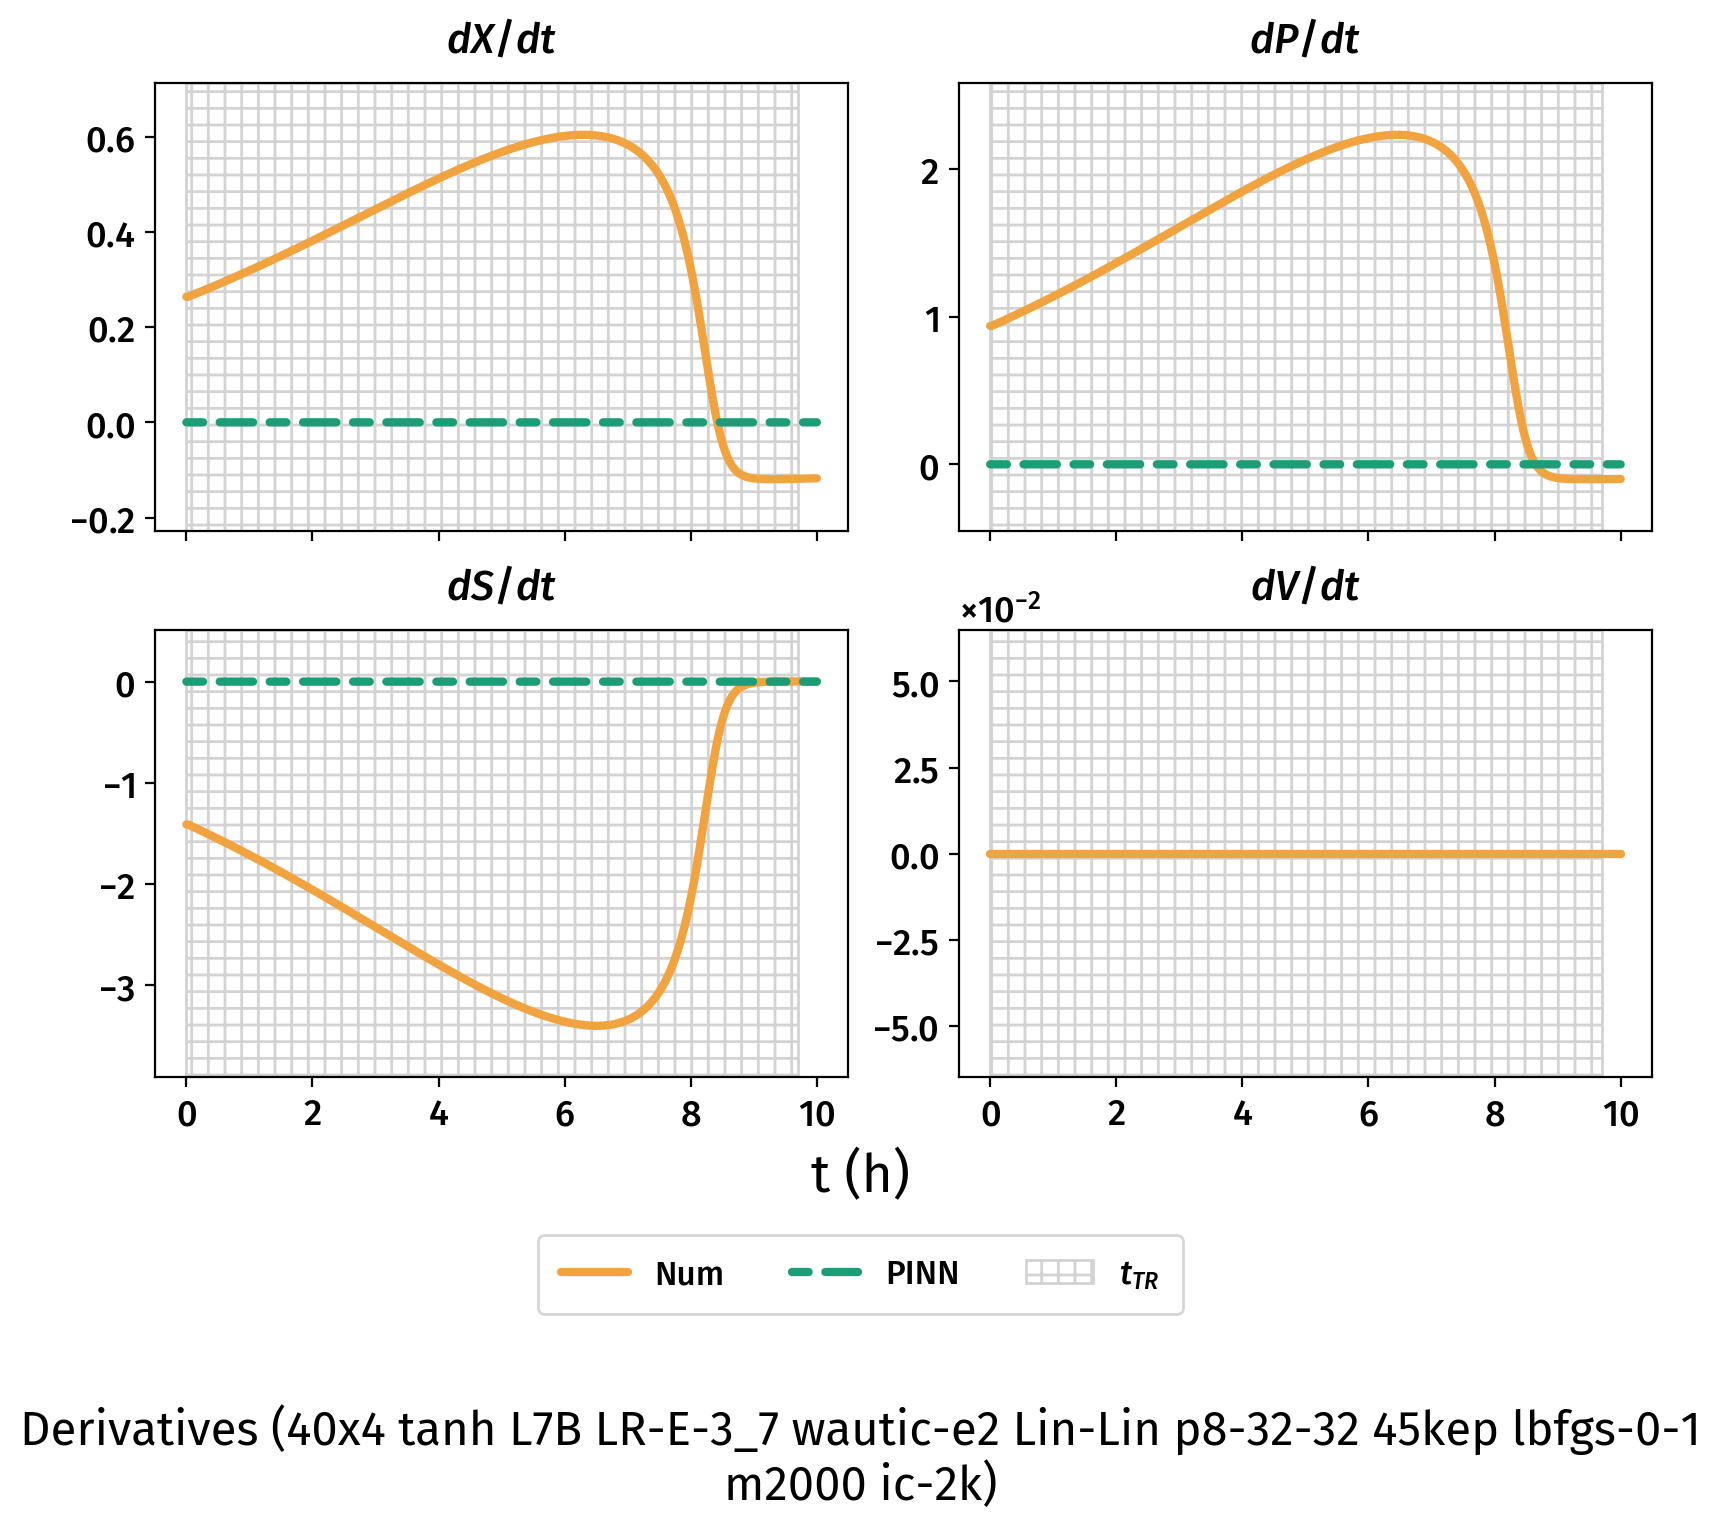 dX/dt
dP/dt
0.6
0.4
0.2
0.0
−0.2
2
1
0
dS/dt
dV/dt
×10⁻²
0
−1
−2
−3
5.0
2.5
0.0
−2.5
−5.0
0 2 4 6 8 10
0 2 4 6 8 10
t (h)
Num PINN t_TR
Derivatives (40x4 tanh L7B LR-E-3_7 wautic-e2 Lin-Lin p8-32-32 45kep lbfgs-0-1
m2000 ic-2k)